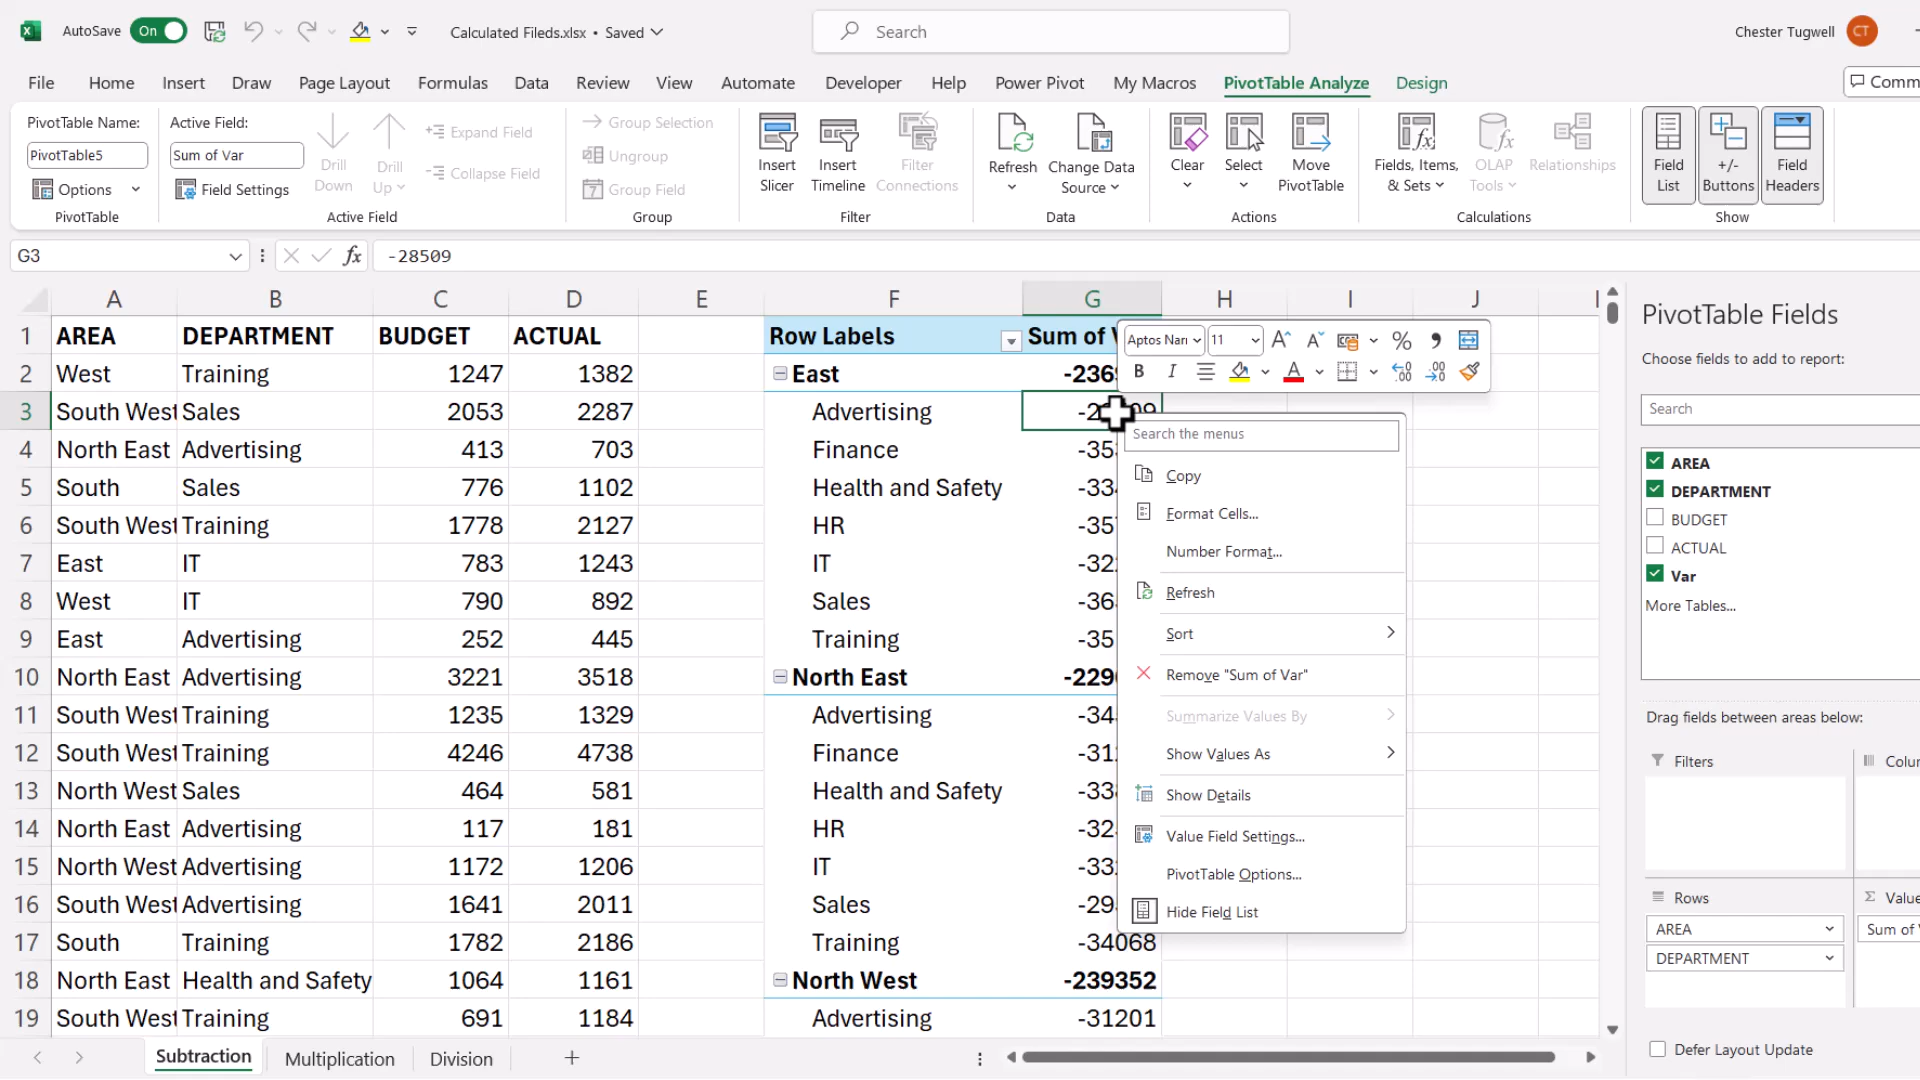 AutoSave On Calculated Fileds.xlsx • Saved Search Chester Tugwell CT
File Home Insert Draw Page Layout Formulas Data Review View Automate Developer Help Power Pivot My Macros PivotTable Analyze Design Comm
PivotTable Name:
PivotTable5
Options
PivotTable
Active Field:
Sum of Var
Field Settings
Drill Down
Drill Up
Expand Field
Collapse Field
Active Field
Group Selection
Ungroup
Group Field
Group
Insert Slicer
Insert Timeline
Filter Connections
Filter
Refresh
Change Data Source
Data
Clear
Select
Move PivotTable
Actions
Fields, Items, & Sets
OLAP Tools
Relationships
Calculations
Field List
+/- Buttons
Field Headers
Show
G3 fx -28509
A B C D E F G H I J
1 AREA DEPARTMENT BUDGET ACTUAL Row Labels Sum of V
2 West Training 1247 1382 East -2369
3 South West Sales 2053 2287 Advertising
4 North East Advertising 413 703 Finance
5 South Sales 776 1102 Health and Safety -334
6 South West Training 1778 2127 HR -357
7 East IT 783 1243 IT
8 West IT 790 892 Sales
9 East Advertising 252 445 Training -35
10 North East Advertising 3221 3518 North East
11 South West Training 1235 1329 Advertising
12 South West Training 4246 4738 Finance
13 North West Sales 464 581 Health and Safety
14 North East Advertising 117 181 HR
15 North West Advertising 1172 1206 IT
16 South West Advertising 1641 2011 Sales
17 South Training 1782 2186 Training -34068
18 North East Health and Safety 1064 1161 North West -239352
19 South West Training 691 1184 Advertising -31201
Aptos Narr 11 % ,
B I A
Search the menus
Copy
Format Cells...
Number Format...
Refresh
Sort
Remove "Sum of Var"
Summarize Values By
Show Values As
Show Details
Value Field Settings...
PivotTable Options...
Hide Field List
PivotTable Fields
Choose fields to add to report:
Search
AREA
DEPARTMENT
BUDGET
ACTUAL
Var
More Tables...
Drag fields between areas below:
Filters Colu
Rows Σ Value
AREA Sum of V
DEPARTMENT
Defer Layout Update
Subtraction Multiplication Division +